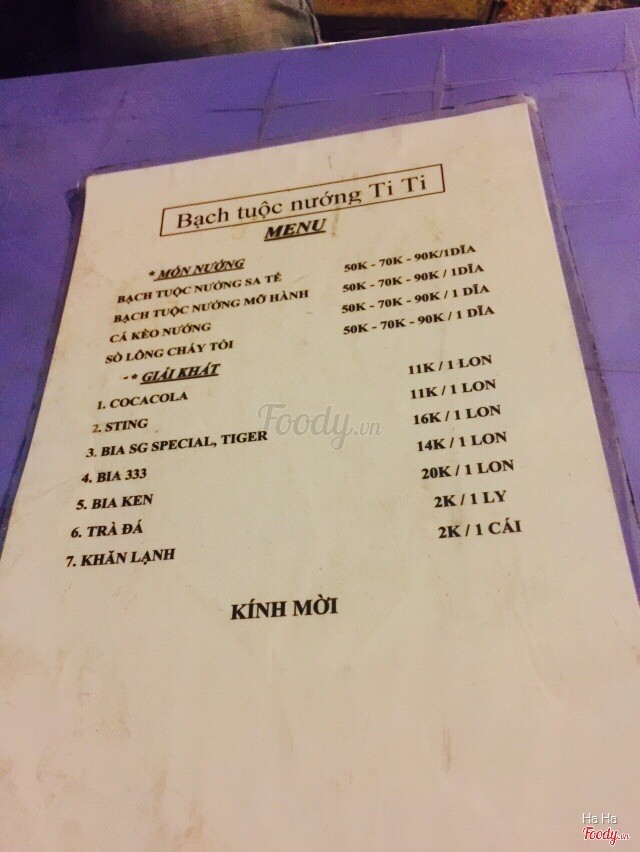 Bạch tuộc nướng Ti Ti
MENU
* MÓN NƯỚNG
BẠCH TUỘC NƯỚNG SA TẾ 50K - 70K - 90K/1DĨA
BẠCH TUỘC NƯỚNG MỠ HÀNH 50K - 70K - 90K / 1DĨA
CÁ KÈO NƯỚNG 50K - 70K - 90K / 1 DĨA
SÒ LÔNG CHÁY TỎI 50K - 70K - 90K / 1 DĨA
- * GIẢI KHÁT
1. COCACOLA 11K / 1 LON
2. STING 11K / 1 LON
3. BIA SG SPECIAL, TIGER 16K / 1 LON
4. BIA 333 14K / 1 LON
5. BIA KEN 20K / 1 LON
6. TRÀ ĐÁ 2K / 1 LY
7. KHĂN LẠNH 2K / 1 CÁI
KÍNH MỜI
Foody.vn
Ha Ha
Foody.vn